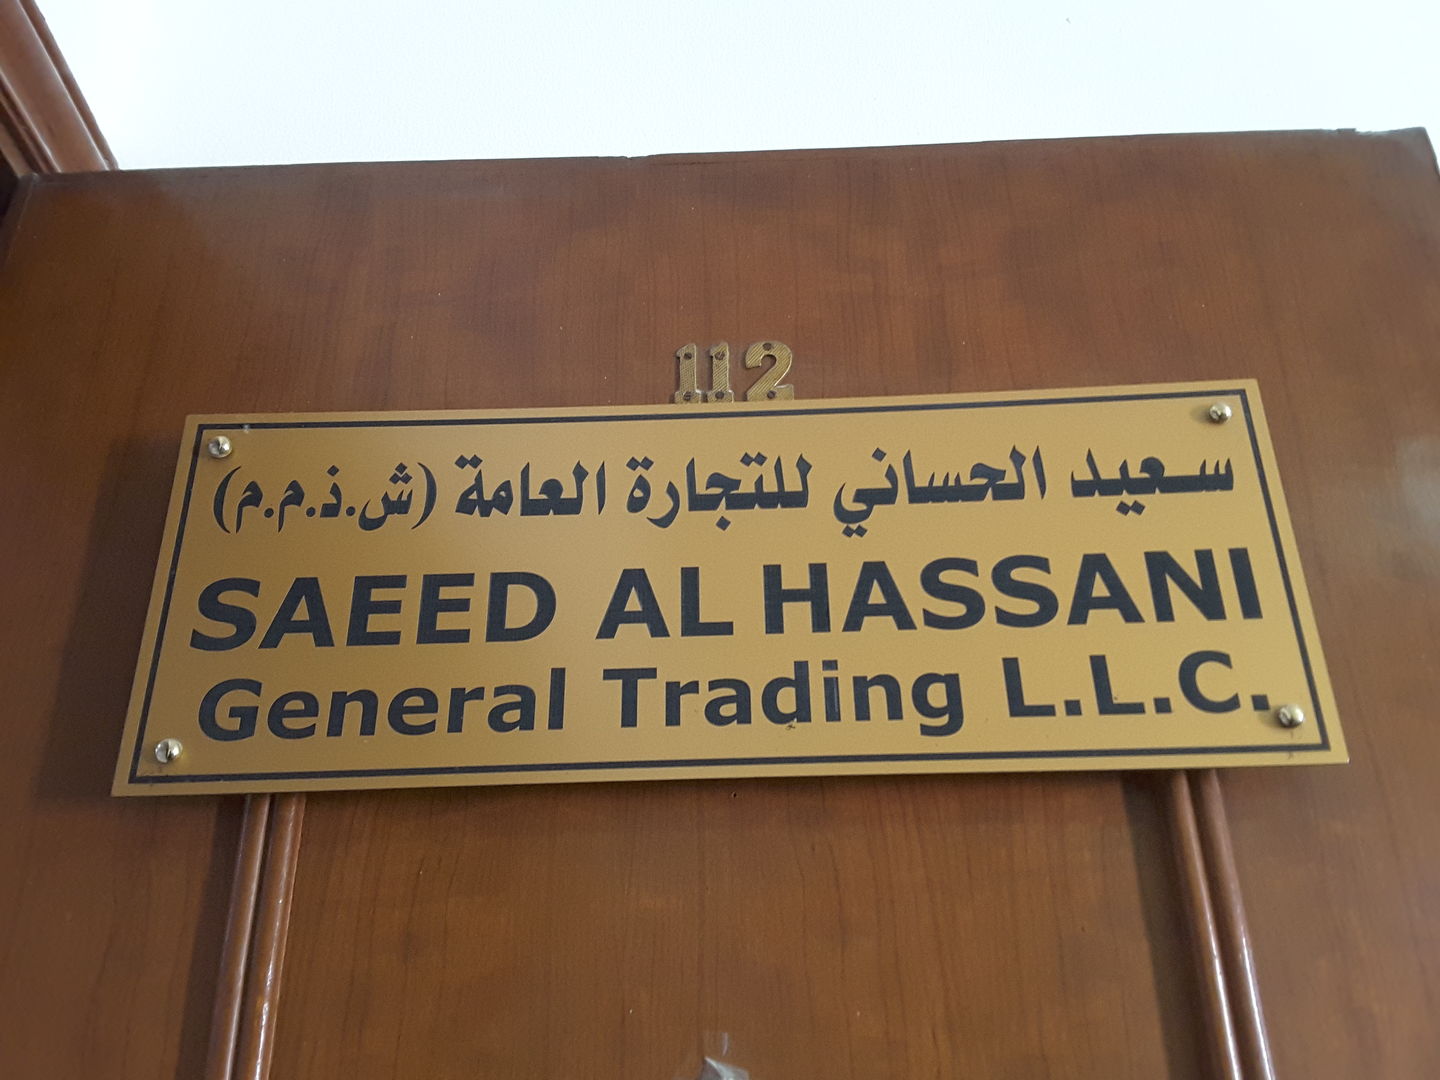 112
سعيد الحساني للتجارة العامة (ش.ذ.م.م)
SAEED AL HASSANI
General Trading L.L.C.